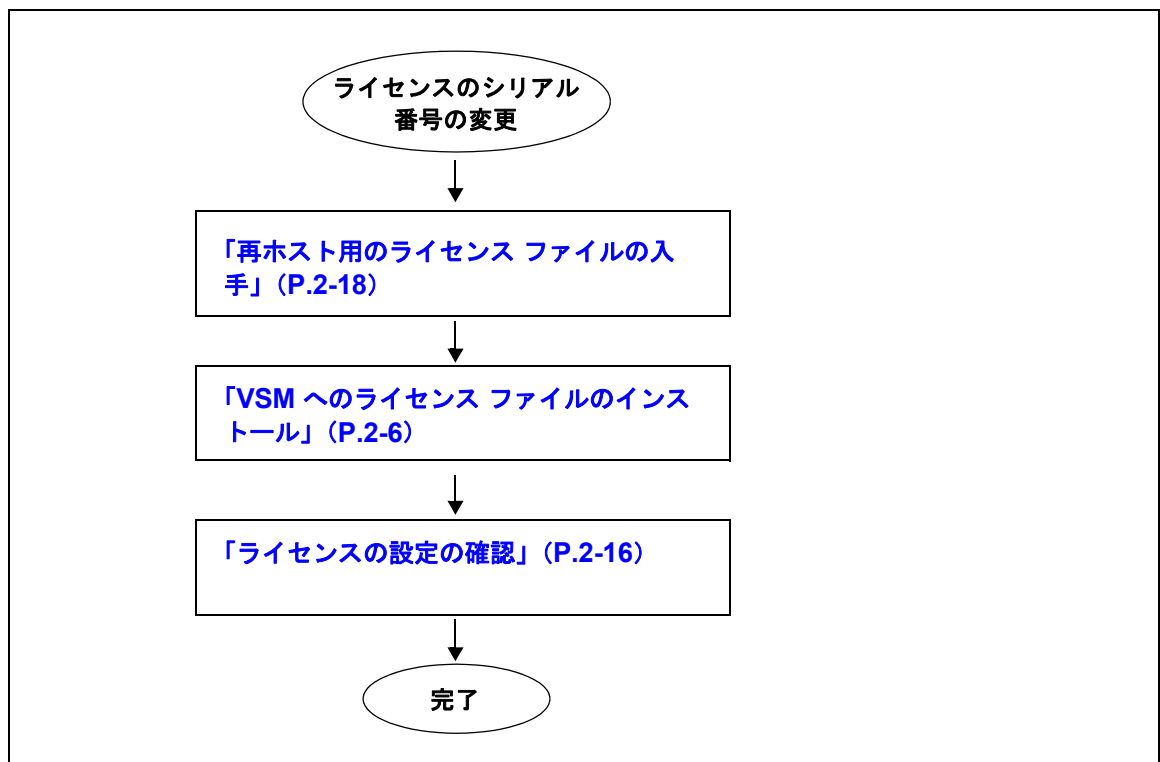 ライセンスのシリアル
番号の変更
「再ホスト用のライセンス ファイルの入
手」（P.2-18）
「VSM へのライセンス ファイルのインス
トール」（P.2-6）
「ライセンスの設定の確認」（P.2-16）
完了